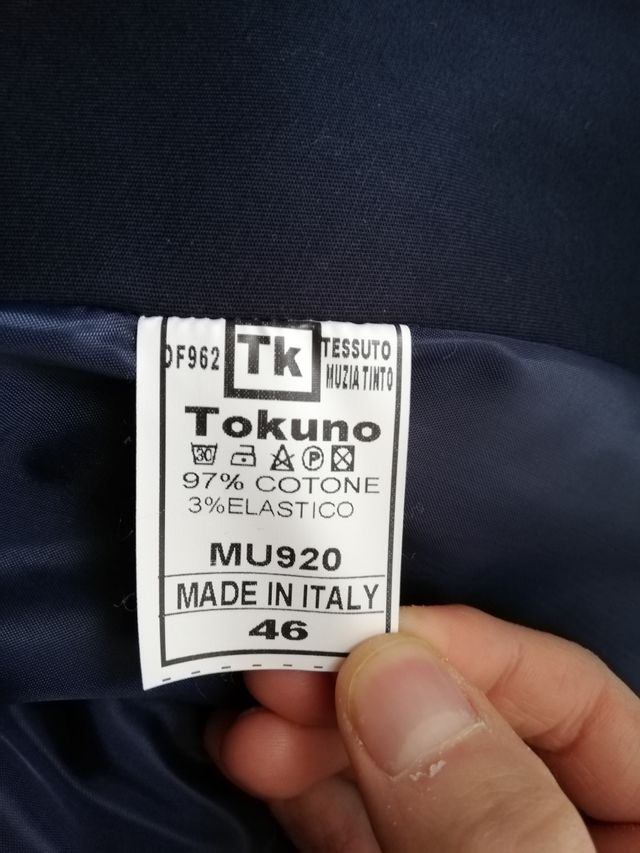 DF962 Tk TESSUTO
MUZIA TINTO
Tokuno
30 P
97% COTONE
3%ELASTICO
MU920
MADE IN ITALY
46